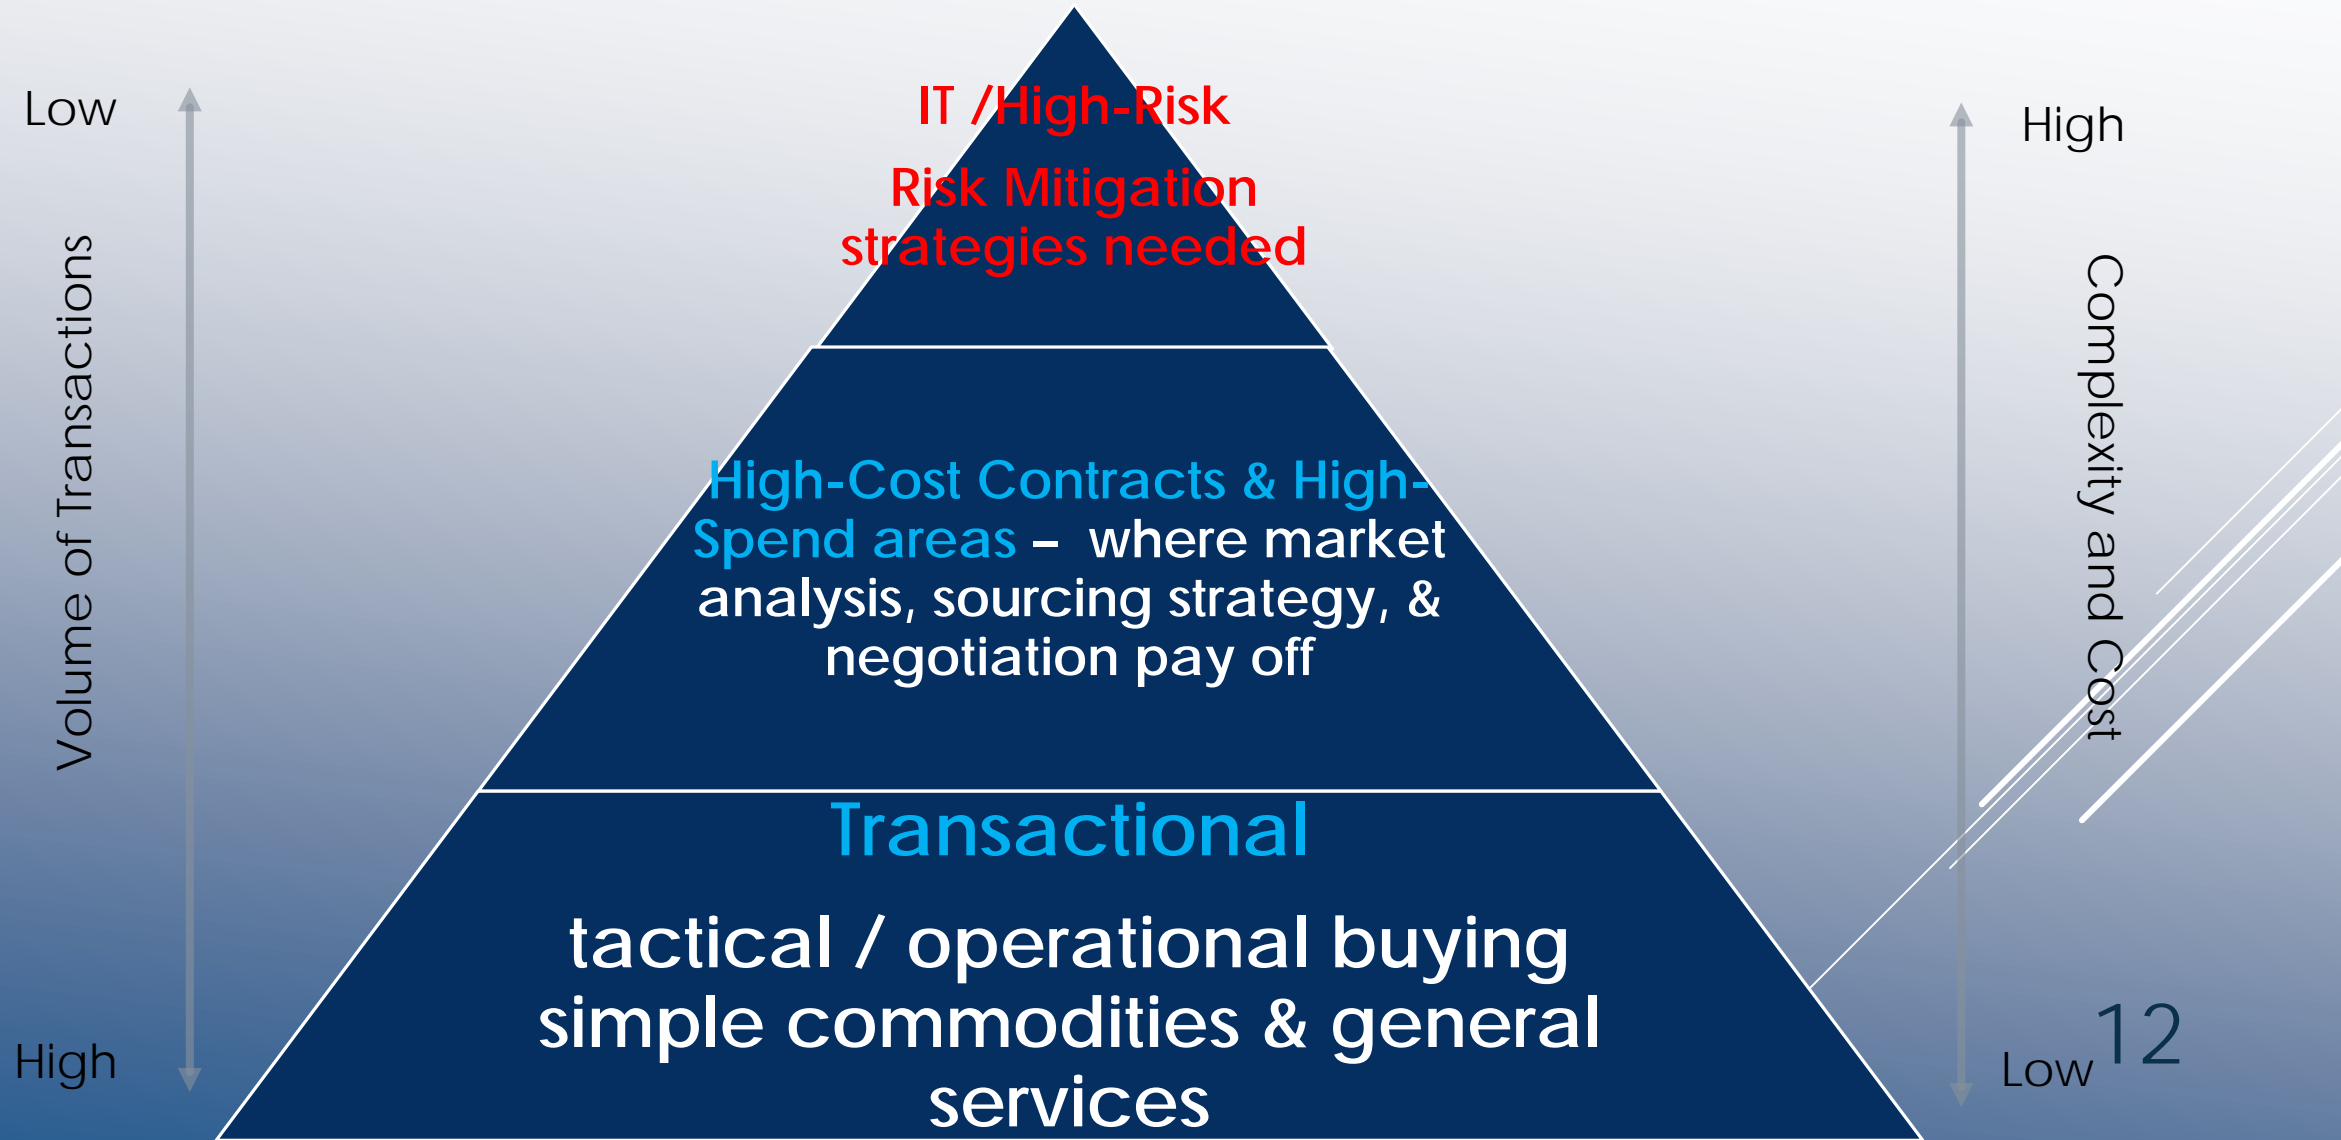 Low
Volume of Transactions
High
IT /High-Risk
Risk Mitigation
strategies needed
High-Cost Contracts & High-
Spend areas – where market
analysis, sourcing strategy, &
negotiation pay off
Transactional
tactical / operational buying
simple commodities & general
services
High
Complexity and Cost
Low
12